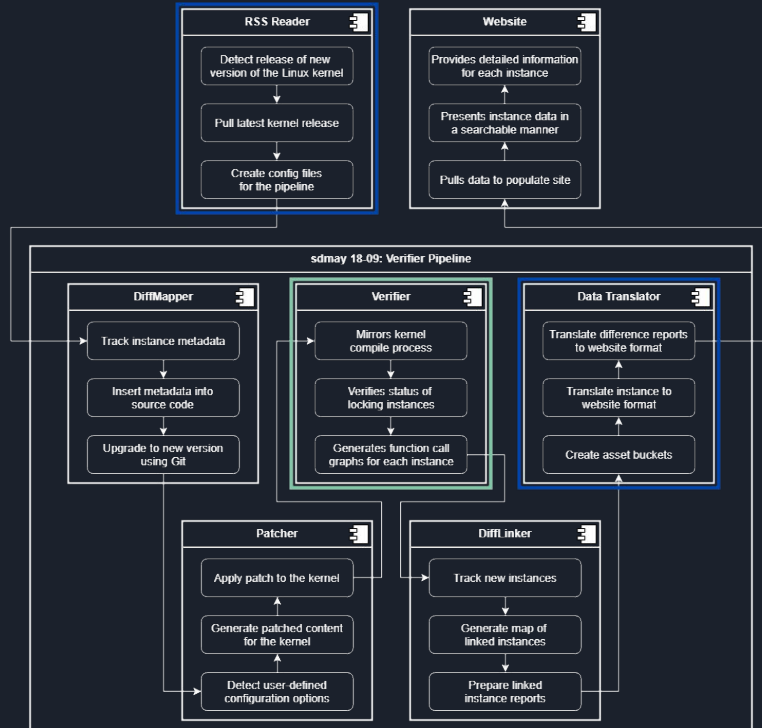 RSS Reader
Detect release of new
version of the Linux kernel
Pull latest kernel release
Create config files
for the pipeline
Website
Provides detailed information
for each instance
Presents instance data in
a searchable manner
Pulls data to populate site
sdmay 18-09: Verifier Pipeline
DiffMapper
Track instance metadata
Insert metadata into
source code
Upgrade to new version
using Git
Verifier
Mirrors kernel
compile process
Verifies status of
locking instances
Generates function call
graphs for each instance
Data Translator
Translate difference reports
to website format
Translate instance to
website format
Create asset buckets
Patcher
Apply patch to the kernel
Generate patched content
for the kernel
Detect user-defined
configuration options
DiffLinker
Track new instances
Generate map of
linked instances
Prepare linked
instance reports